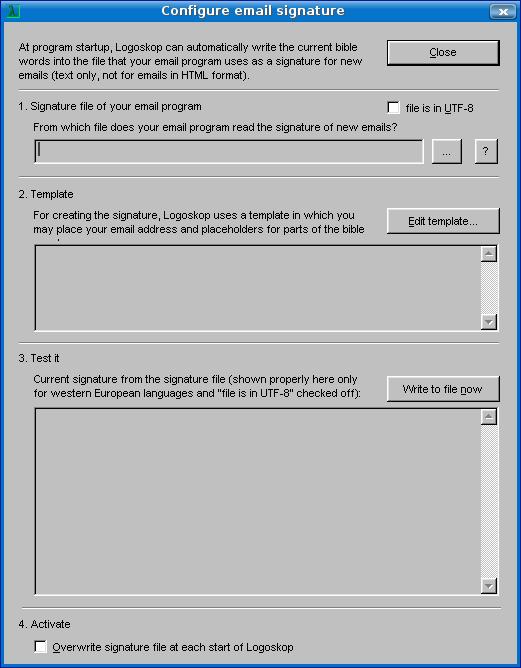 Configure email signature
At program startup, Logoskop can automatically write the current bible
words into the file that your email program uses as a signature for new
emails (text only, not for emails in HTML format).
Close
1. Signature file of your email program
file is in UTF-8
From which file does your email program read the signature of new emails?
...
?
2. Template
For creating the signature, Logoskop uses a template in which you
may place your email address and placeholders for parts of the bible
Edit template...
3. Test it
Current signature from the signature file (shown properly here only
for western European languages and "file is in UTF-8" checked off):
Write to file now
4. Activate
Overwrite signature file at each start of Logoskop